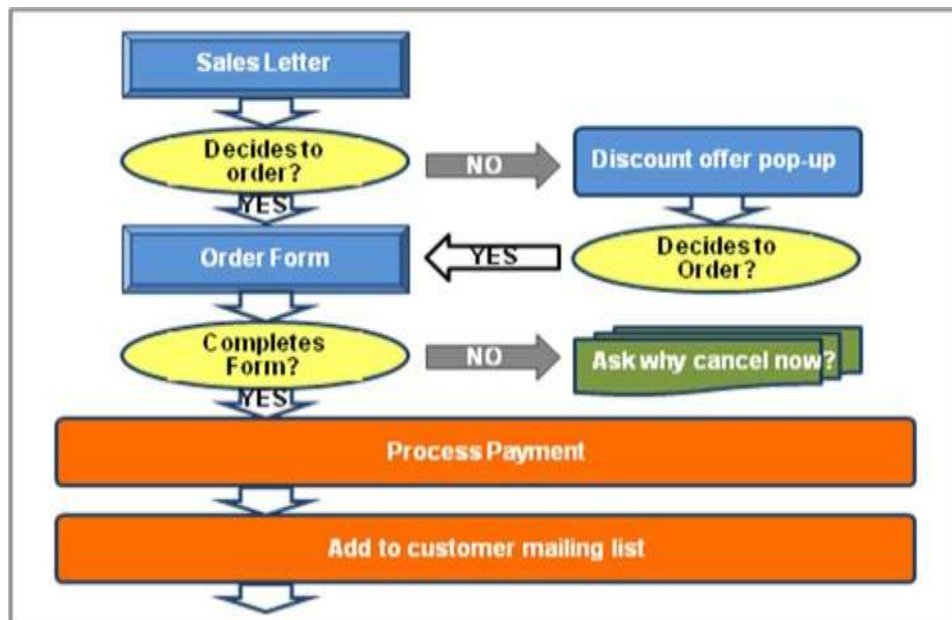 Sales Letter
Decides to
order?
NO
Discount offer pop-up
YES
Order Form
YES
Decides to
Order?
Completes
Form?
NO
Ask why cancel now?
YES
Process Payment
Add to customer mailing list